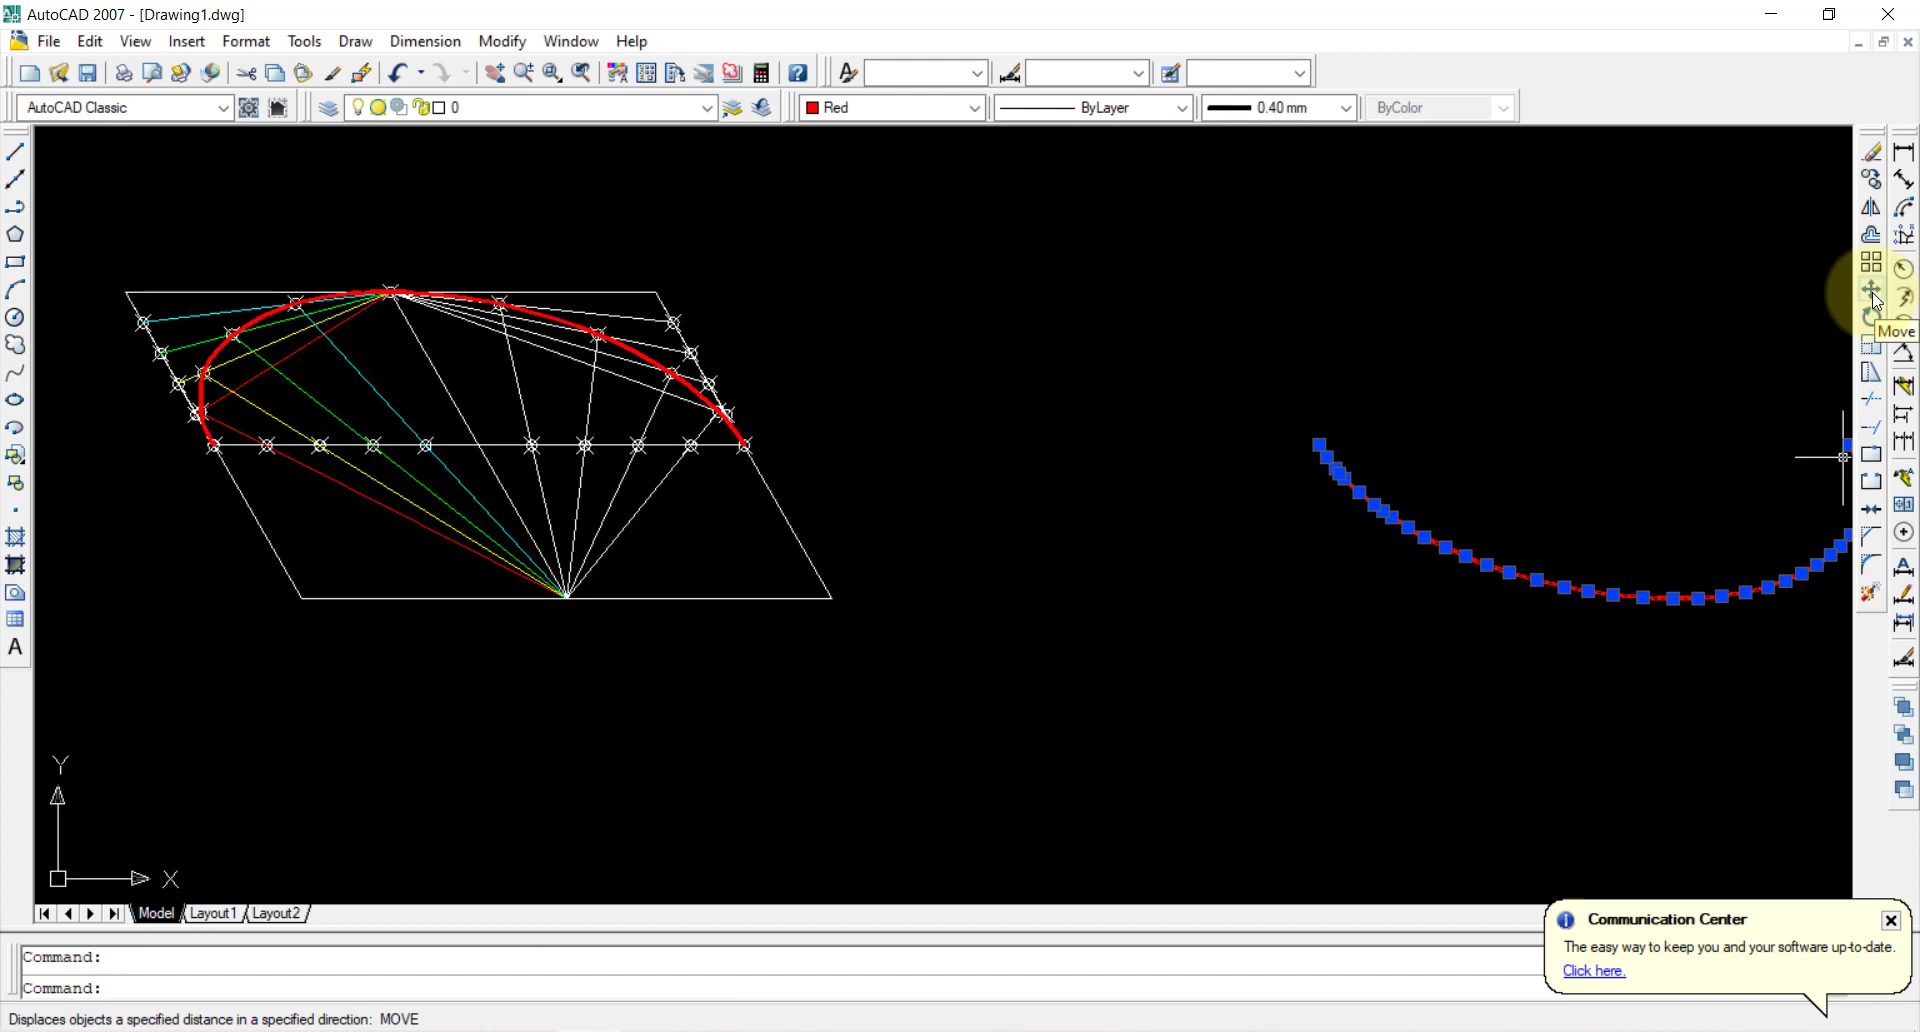 AutoCAD 2007 - [Drawing1.dwg]
File Edit View Insert Format Tools Draw Dimension Modify Window Help
AutoCAD Classic 0 Red ByLayer 0.40 mm ByColor
Move
Y
X
Model Layout1 Layout2
Communication Center
The easy way to keep you and your software up-to-date.
Click here.
Command:
Command:
Displaces objects a specified distance in a specified direction: MOVE